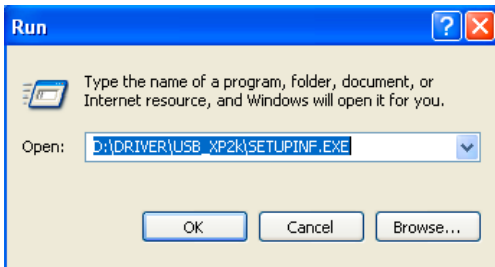 Run
Type the name of a program, folder, document, or
Internet resource, and Windows will open it for you.
Open: D:\DRIVER\USB_XP2k\SETUPINF.EXE
OK Cancel Browse...